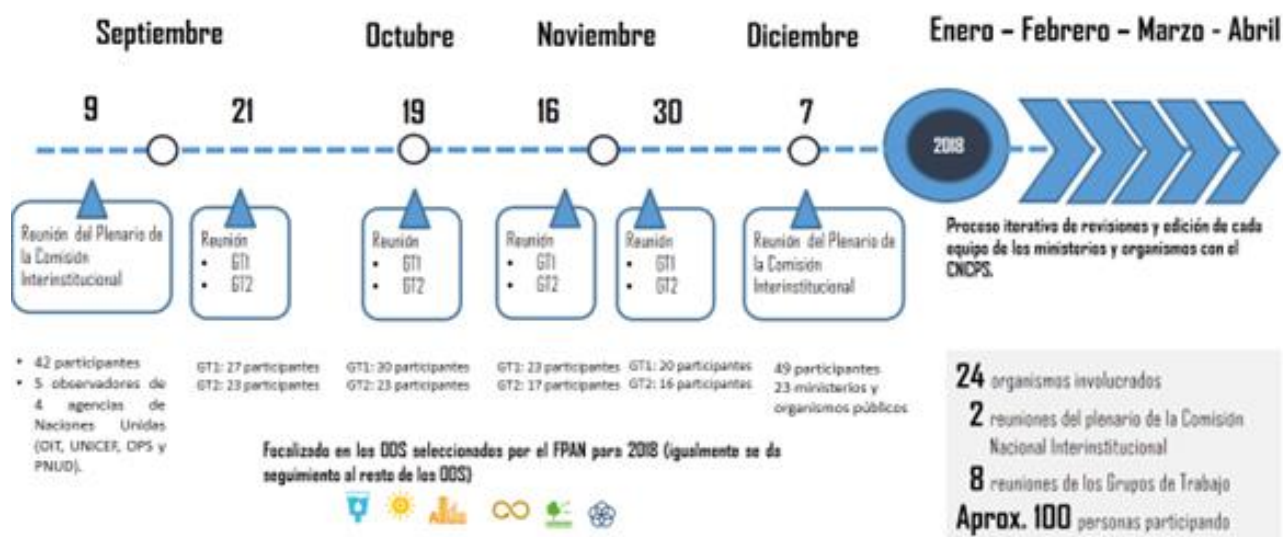 Septiembre
Octubre
Noviembre
Diciembre
Enero – Febrero – Marzo - Abril
9
21
19
16
30
7
2018
Reunión del Plenario de
la Comisión
Interinstitucional
Reunión
• GT1
• GT2
Reunión
• GT1
• GT2
Reunión
• GT1
• GT2
Reunión
• GT1
• GT2
Reunión del Plenario de
la Comisión
Interinstitucional
Proceso iterativo de revisiones y edición de cada
equipo de los ministerios y organismos con el
CNCPS.
• 42 participantes
• 5 observadores de
4 agencias de
Naciones Unidas
(OIT, UNICEF, OPS y
PNUD).
GT1: 27 participantes
GT2: 23 participantes
GT1: 30 participantes
GT2: 23 participantes
GT1: 23 participantes
GT2: 17 participantes
GT1: 20 participantes
GT2: 16 participantes
49 participantes
23 ministerios y
organismos públicos
Focalizado en los ODS seleccionados por el FPAN para 2018 (igualmente se da
seguimiento al resto de los ODS)
24 organismos involucrados
2 reuniones del plenario de la Comisión
Nacional Interinstitucional
8 reuniones de los Grupos de Trabajo
Aprox. 100 personas participando